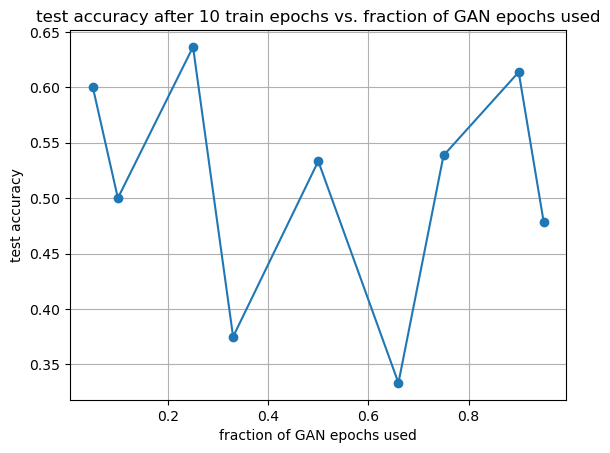 test accuracy after 10 train epochs vs. fraction of GAN epochs used
0.65
0.60
0.55
0.50
0.45
0.40
0.35
test accuracy
0.2 0.4 0.6 0.8
fraction of GAN epochs used